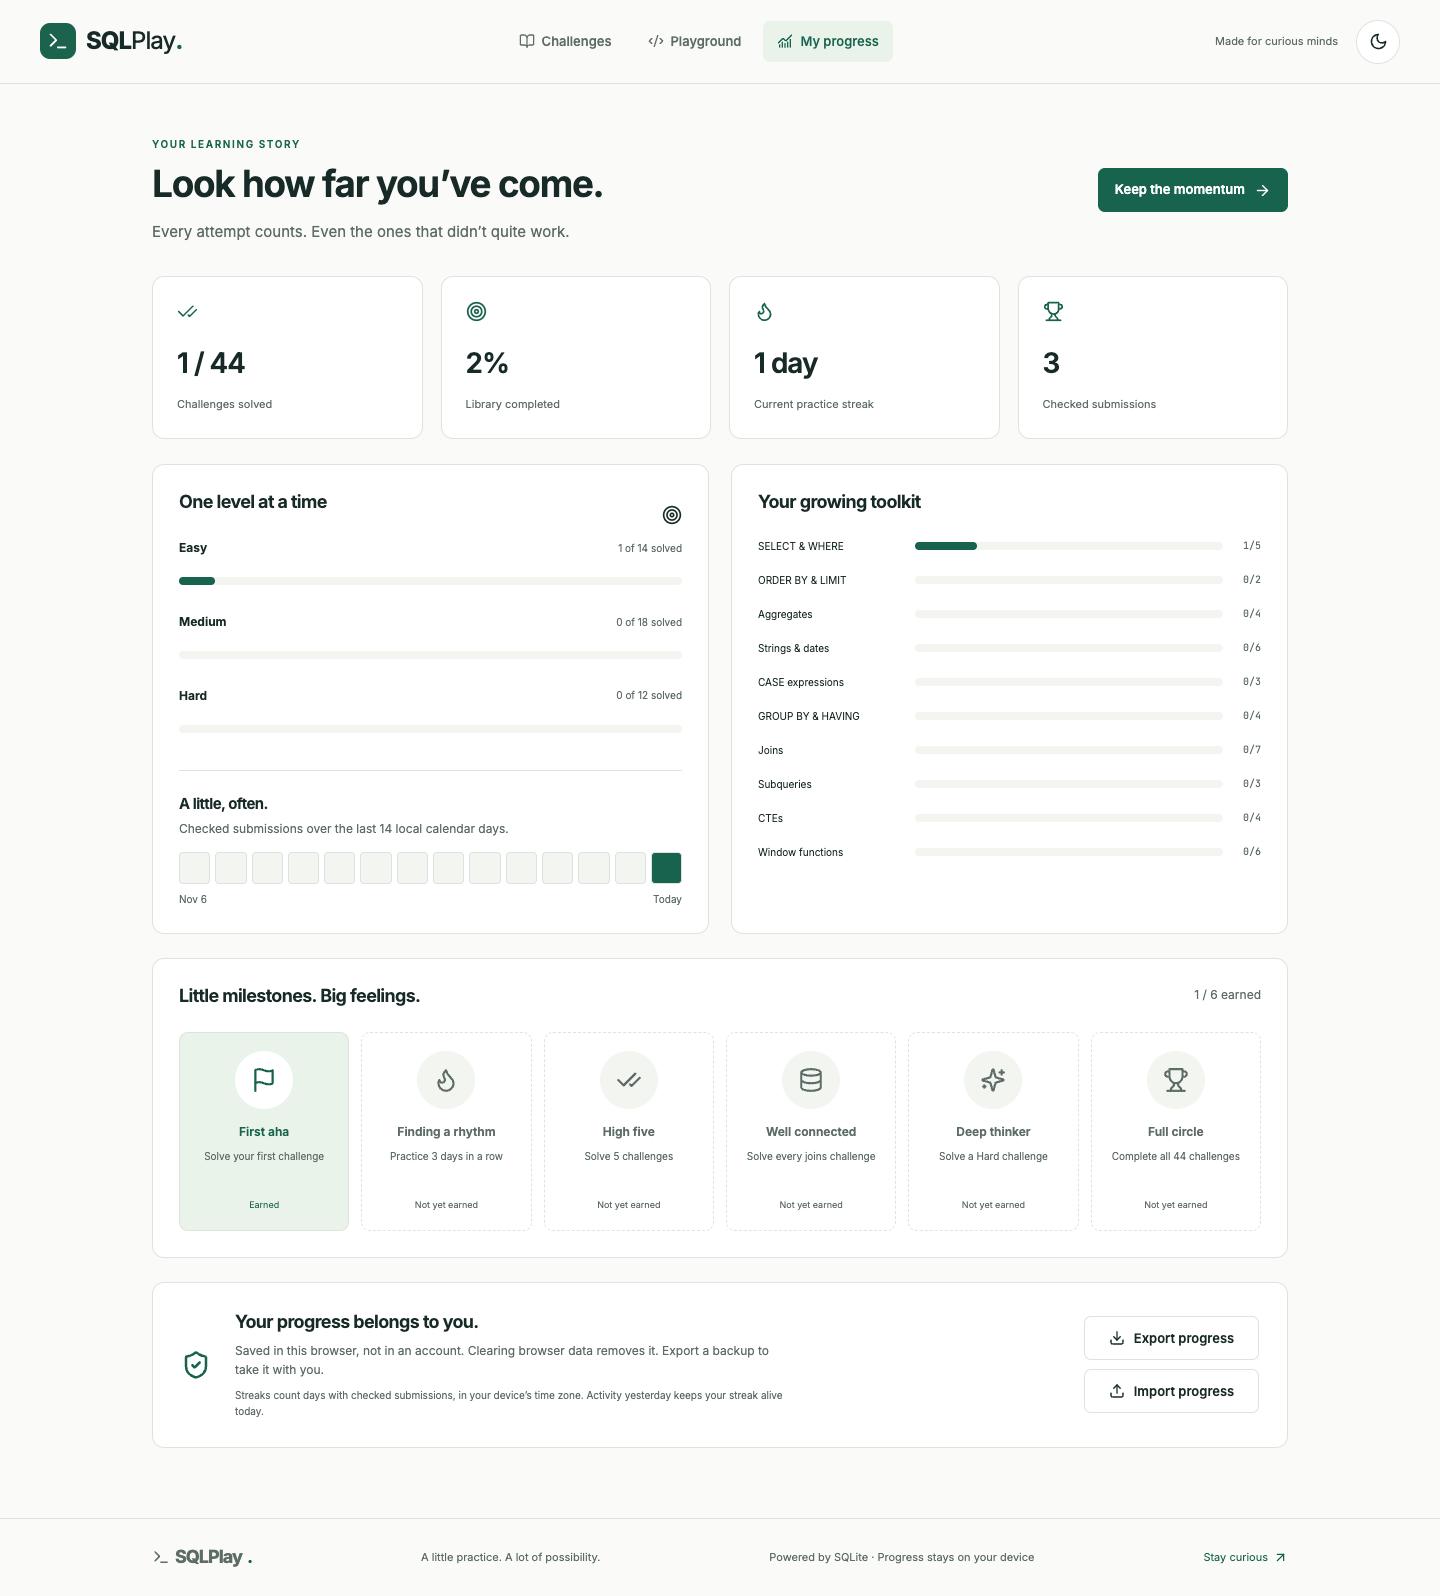 SQLPlay.
Challenges
Playground
My progress
Made for curious minds
YOUR LEARNING STORY
Look how far you’ve come.
Every attempt counts. Even the ones that didn’t quite work.
Keep the momentum
1 / 44
Challenges solved
2%
Library completed
1 day
Current practice streak
3
Checked submissions
One level at a time
Easy
1 of 14 solved
Medium
0 of 18 solved
Hard
0 of 12 solved
A little, often.
Checked submissions over the last 14 local calendar days.
Nov 6
Today
Your growing toolkit
SELECT & WHERE
1/5
ORDER BY & LIMIT
0/2
Aggregates
0/4
Strings & dates
0/6
CASE expressions
0/3
GROUP BY & HAVING
0/4
Joins
0/7
Subqueries
0/3
CTEs
0/4
Window functions
0/6
Little milestones. Big feelings.
1 / 6 earned
First aha
Solve your first challenge
Earned
Finding a rhythm
Practice 3 days in a row
Not yet earned
High five
Solve 5 challenges
Not yet earned
Well connected
Solve every joins challenge
Not yet earned
Deep thinker
Solve a Hard challenge
Not yet earned
Full circle
Complete all 44 challenges
Not yet earned
Your progress belongs to you.
Saved in this browser, not in an account. Clearing browser data removes it. Export a backup to
take it with you.
Streaks count days with checked submissions, in your device’s time zone. Activity yesterday keeps your streak alive
today.
Export progress
Import progress
SQLPlay .
A little practice. A lot of possibility.
Powered by SQLite · Progress stays on your device
Stay curious